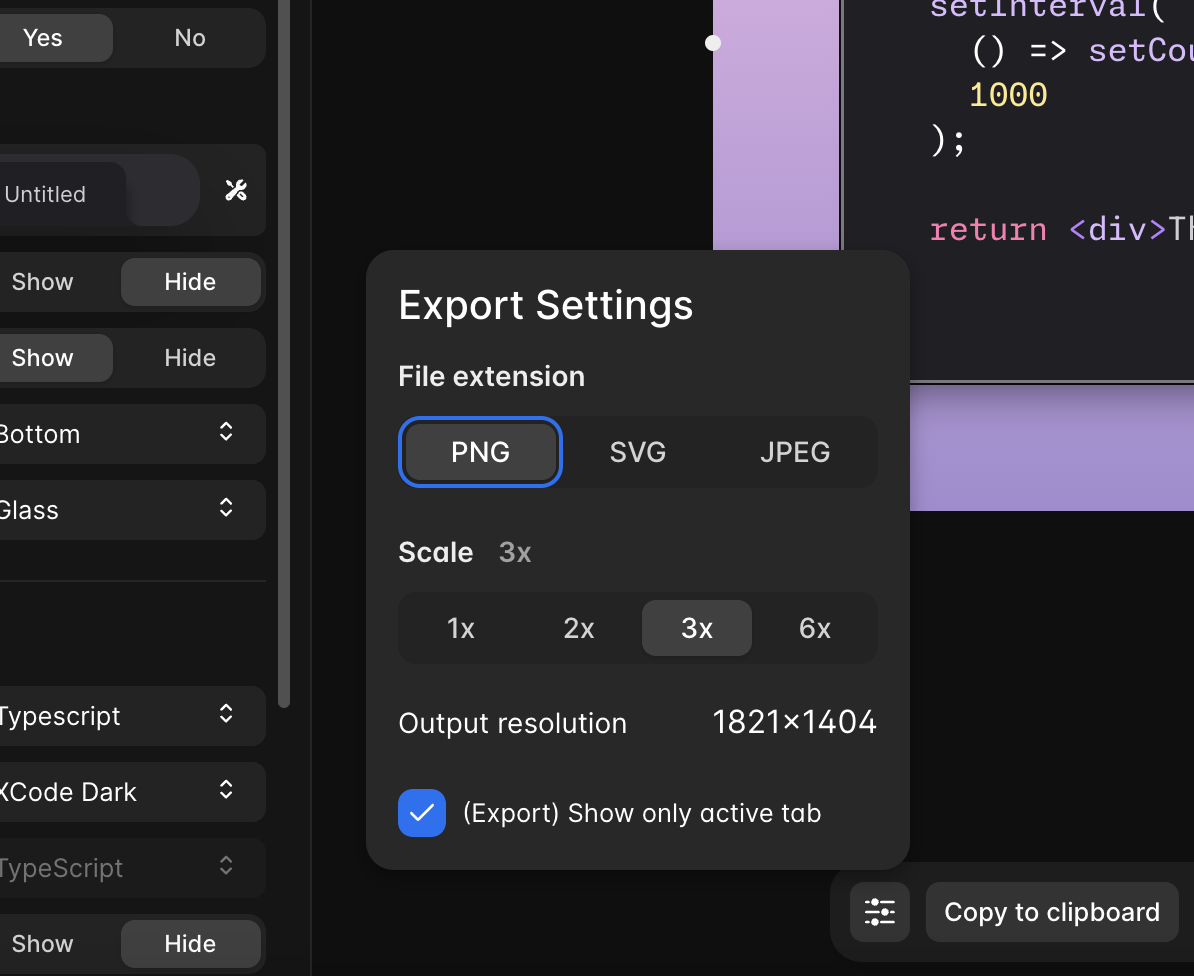 Yes No
Untitled
Show Hide
Show Hide
Bottom
Glass
Typescript
XCode Dark
TypeScript
Show Hide
setInterval(
() => setCou
1000
);
return <div>Th
Export Settings
File extension
PNG SVG JPEG
Scale 3x
1x 2x 3x 6x
Output resolution 1821×1404
(Export) Show only active tab
Copy to clipboard